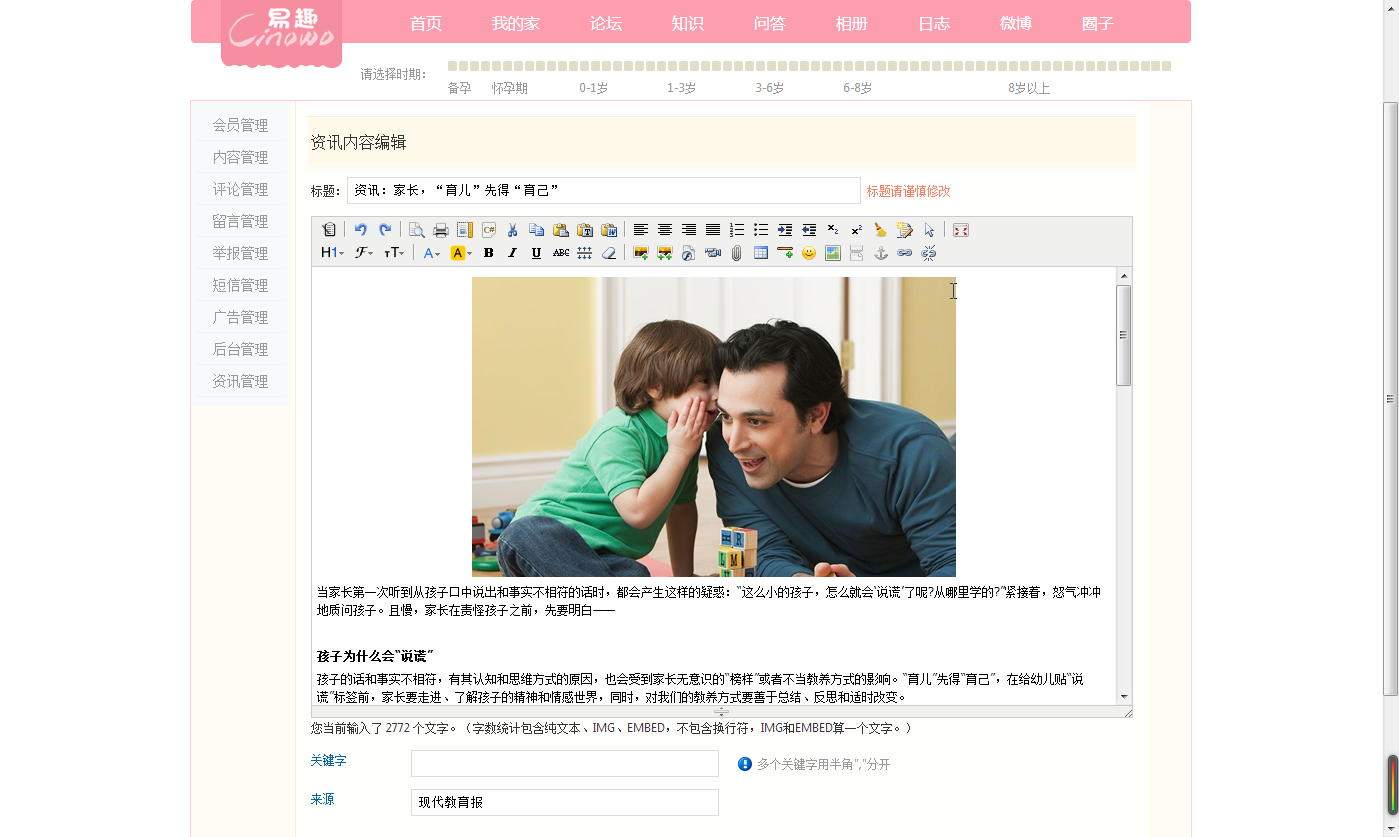 易趣
Cinowo
首页 我的家 论坛 知识 问答 相册 日志 微博 圈子
请选择时期：
备孕 怀孕期 0-1岁 1-3岁 3-6岁 6-8岁 8岁以上
会员管理
内容管理
评论管理
留言管理
举报管理
短信管理
广告管理
后台管理
资讯管理
资讯内容编辑
标题： 资讯：家长，“育儿”先得“育己” 标题请谨慎修改
H1 F тT A A B I U ABC
当家长第一次听到从孩子口中说出和事实不相符的话时，都会产生这样的疑惑：“这么小的孩子，怎么就会‘说谎’了呢?从哪里学的?”紧接着，怒气冲冲
地质问孩子。且慢，家长在责怪孩子之前，先要明白——
孩子为什么会“说谎”
孩子的话和事实不相符，有其认知和思维方式的原因，也会受到家长无意识的“榜样”或者不当教养方式的影响。“育儿”先得“育己”，在给幼儿贴“说
谎”标签前，家长要走进、了解孩子的精神和情感世界，同时，对我们的教养方式要善于总结、反思和适时改变。
您当前输入了 2772 个文字。（字数统计包含纯文本、IMG、EMBED，不包含换行符，IMG和EMBED算一个文字。）
关键字 多个关键字用半角","分开
来源 现代教育报